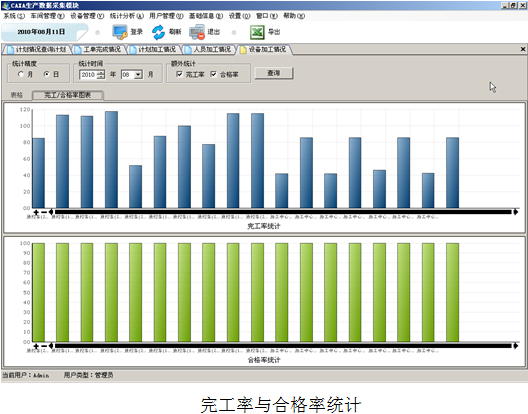 CAXA生产数据采集模块
系统(S) 车间管理(W) 设备管理(V) 统计分析(A) 用户管理(U) 基础信息(B) 设置(O) 窗口(W) 帮助(H)
2010年08月11日 登录 刷新 退出 导出
计划情况查询计划 工单完成情况 计划加工情况 人员加工情况 设备加工情况
统计精度 统计时间 额外统计
月 日 2010 年 08 月 完工率 合格率 查询
表格 完工/合格率图表
120
100
80
60
40
20
00
完工率统计
100
90
80
70
60
50
40
30
20
10
00
合格率统计
当前用户：Admin 用户类型：管理员
完工率与合格率统计